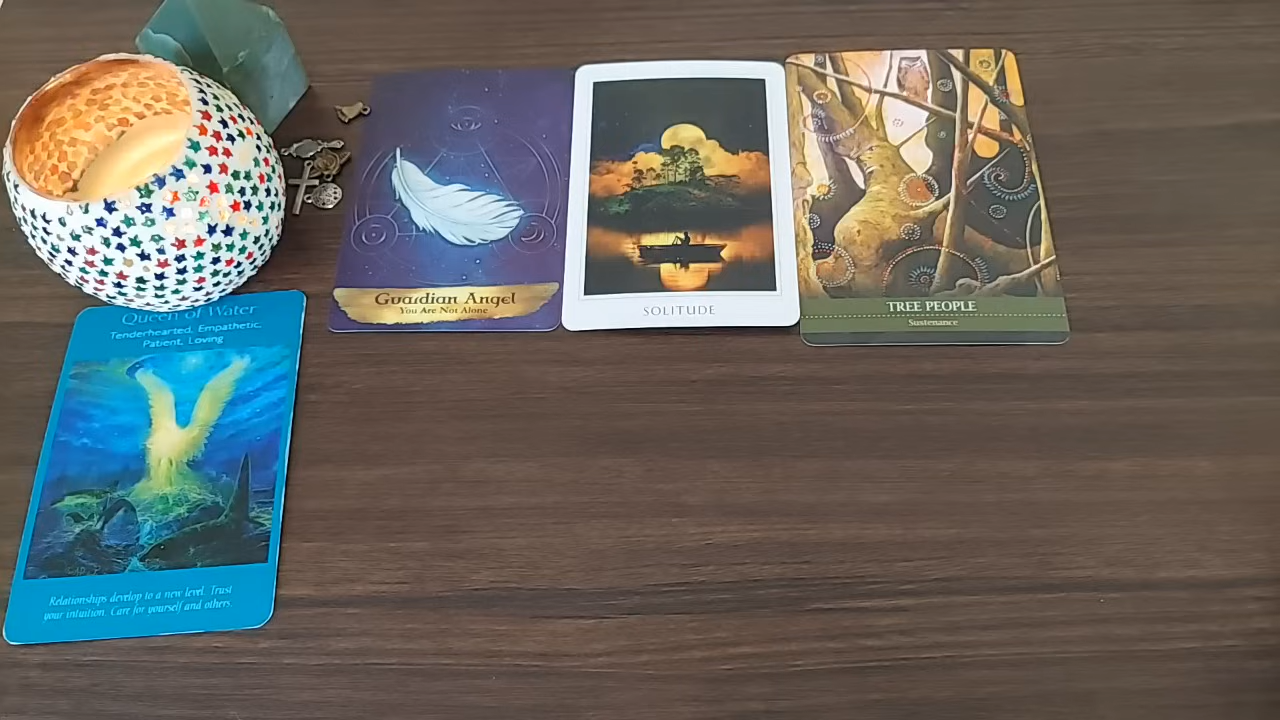 Guardian Angel
You Are Not Alone
SOLITUDE
TREE PEOPLE
Sustenance
Queen of Water
Tenderhearted, Empathetic,
Patient, Loving
Relationships develop to a new level. Trust
your intuition. Care for yourself and others.